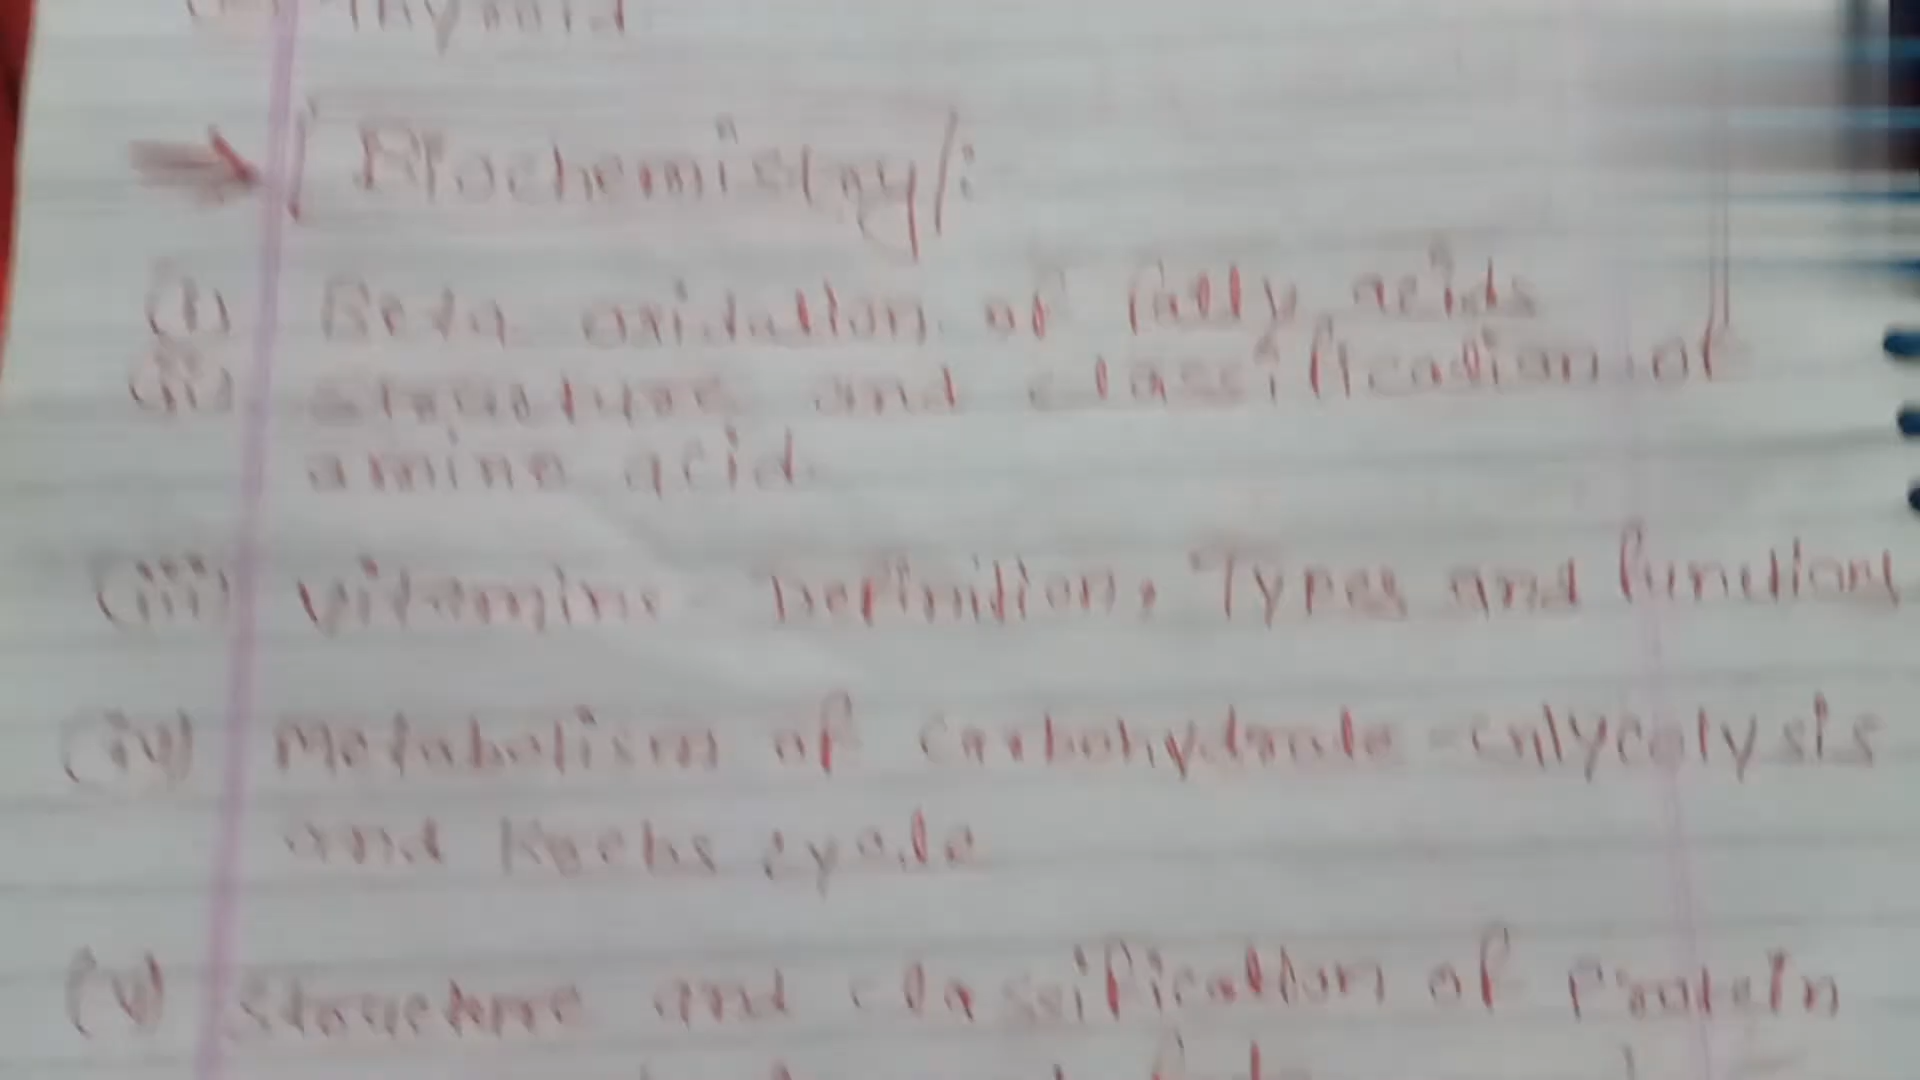 Thyroid
→ Biochemistry:
(i) Beta oxidation of fatty acids
(ii) Structure and classification of
amino acid.
(iii) Vitamins Definition, Types and functions
(iv) Metabolism of carbohydrate - Glycolysis
and Krebs cycle
(v) Structure and classification of Protein